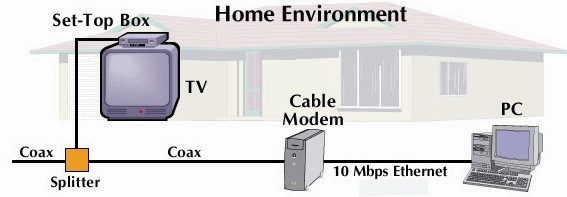 Home Environment
Set-Top Box
TV
Cable
Modem
PC
Coax
Coax
10 Mbps Ethernet
Splitter